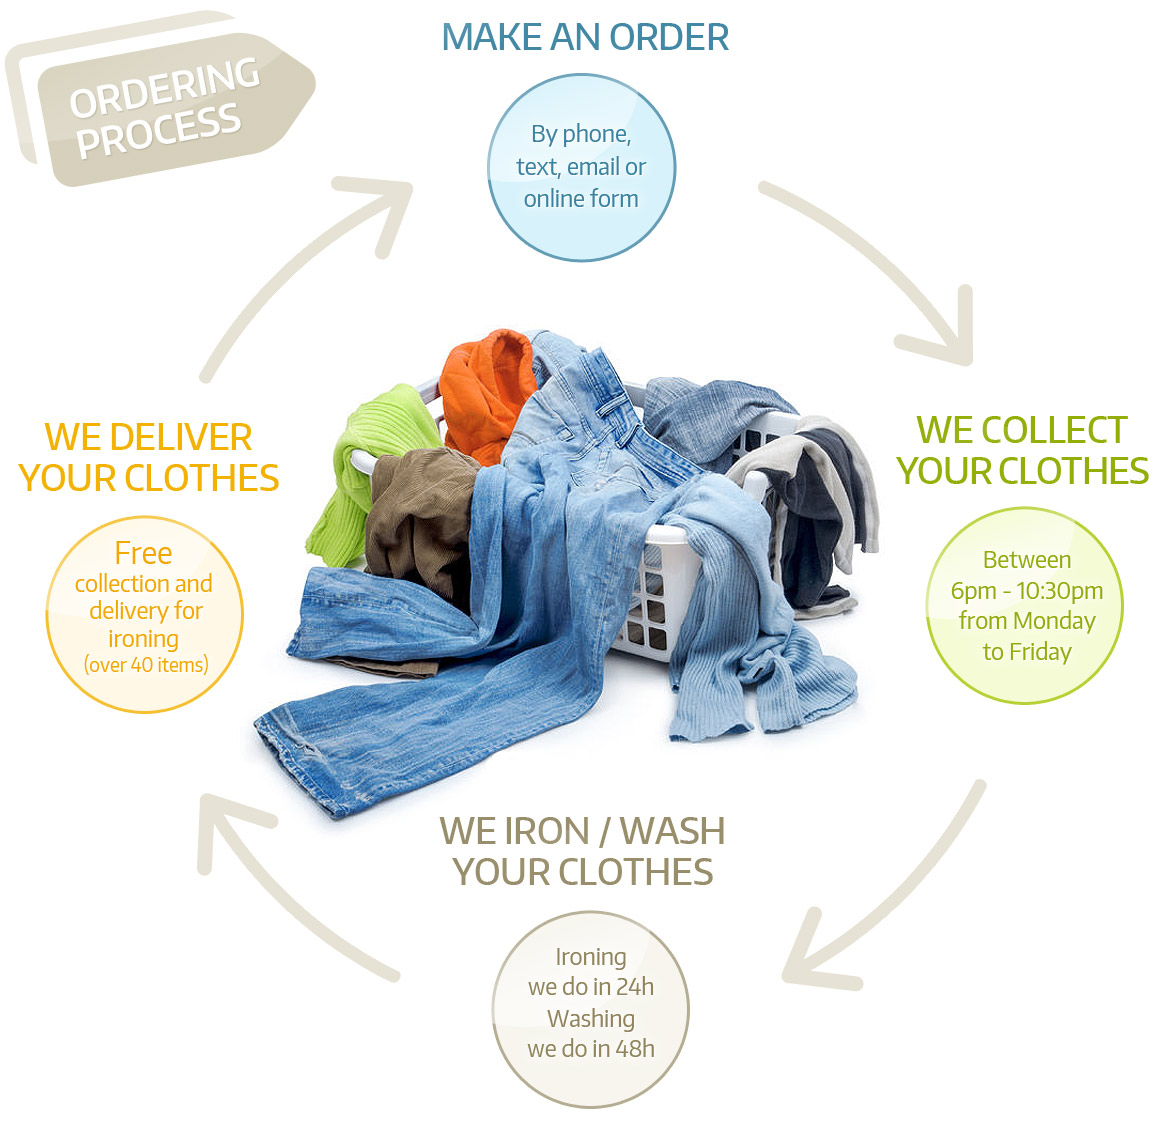 ORDERING
PROCESS
MAKE AN ORDER
By phone,
text, email or
online form
WE COLLECT
YOUR CLOTHES
Between
6pm - 10:30pm
from Monday
to Friday
WE IRON / WASH
YOUR CLOTHES
Ironing
we do in 24h
Washing
we do in 48h
WE DELIVER
YOUR CLOTHES
Free
collection and
delivery for
ironing
(over 40 items)